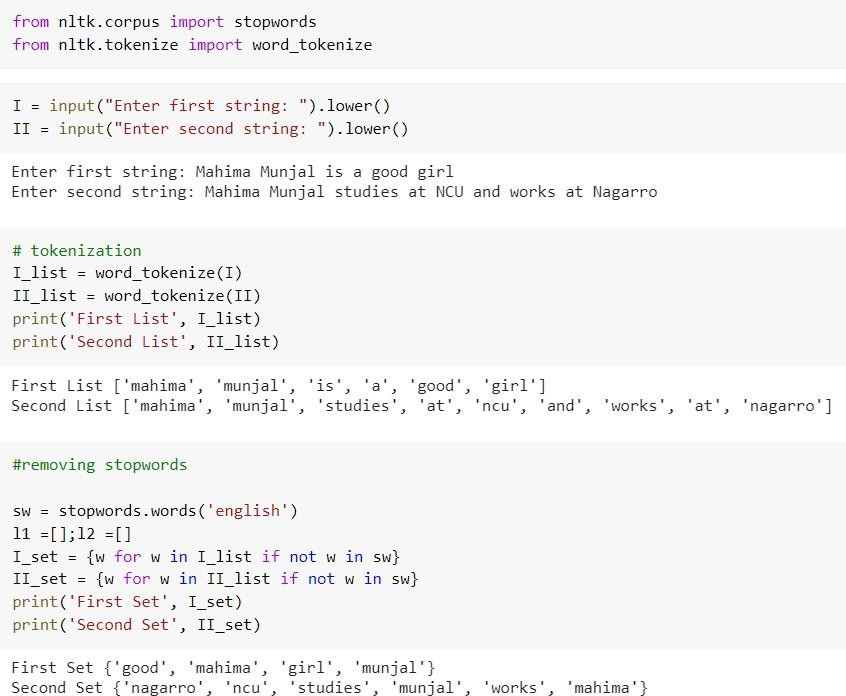 from nltk.corpus import stopwords
from nltk.tokenize import word_tokenize
I = input("Enter first string: ").lower()
II = input("Enter second string: ").lower()
Enter first string: Mahima Munjal is a good girl
Enter second string: Mahima Munjal studies at NCU and works at Nagarro
# tokenization
I_list = word_tokenize(I)
II_list = word_tokenize(II)
print('First List', I_list)
print('Second List', II_list)
First List ['mahima', 'munjal', 'is', 'a', 'good', 'girl']
Second List ['mahima', 'munjal', 'studies', 'at', 'ncu', 'and', 'works', 'at', 'nagarro']
#removing stopwords
sw = stopwords.words('english')
l1 =[];l2 =[]
I_set = {w for w in I_list if not w in sw}
II_set = {w for w in II_list if not w in sw}
print('First Set', I_set)
print('Second Set', II_set)
First Set {'good', 'mahima', 'girl', 'munjal'}
Second Set {'nagarro', 'ncu', 'studies', 'munjal', 'works', 'mahima'}